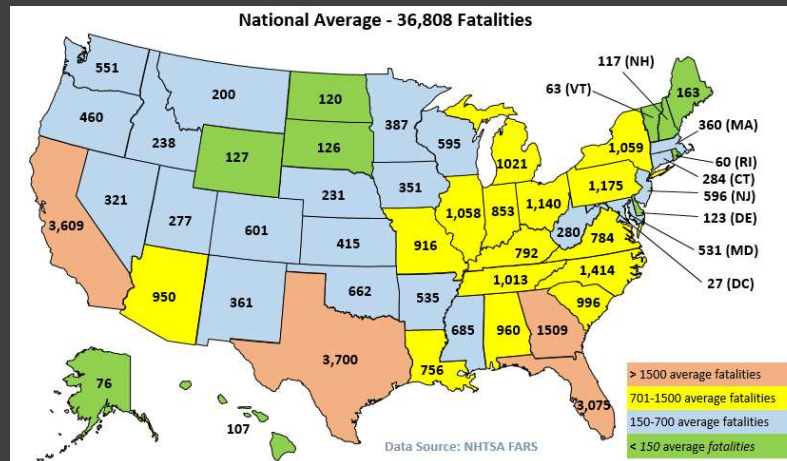 National Average - 36,808 Fatalities
117 (NH)
551
63 (VT)
163
200
120
387
460
595
1,059
360 (MA)
238
127
126
1021
60 (RI)
284 (CT)
351
1,175
596 (NJ)
231
321
1,058
853
1,140
123 (DE)
277
601
280
784
3,609
415
916
792
531 (MD)
1,013
1,414
27 (DC)
950
361
662
535
996
685
960
1509
3,700
756
> 1500 average fatalities
76
701-1500 average fatalities
3,075
150-700 average fatalities
107
Data Source: NHTSA FARS
< 150 average fatalities